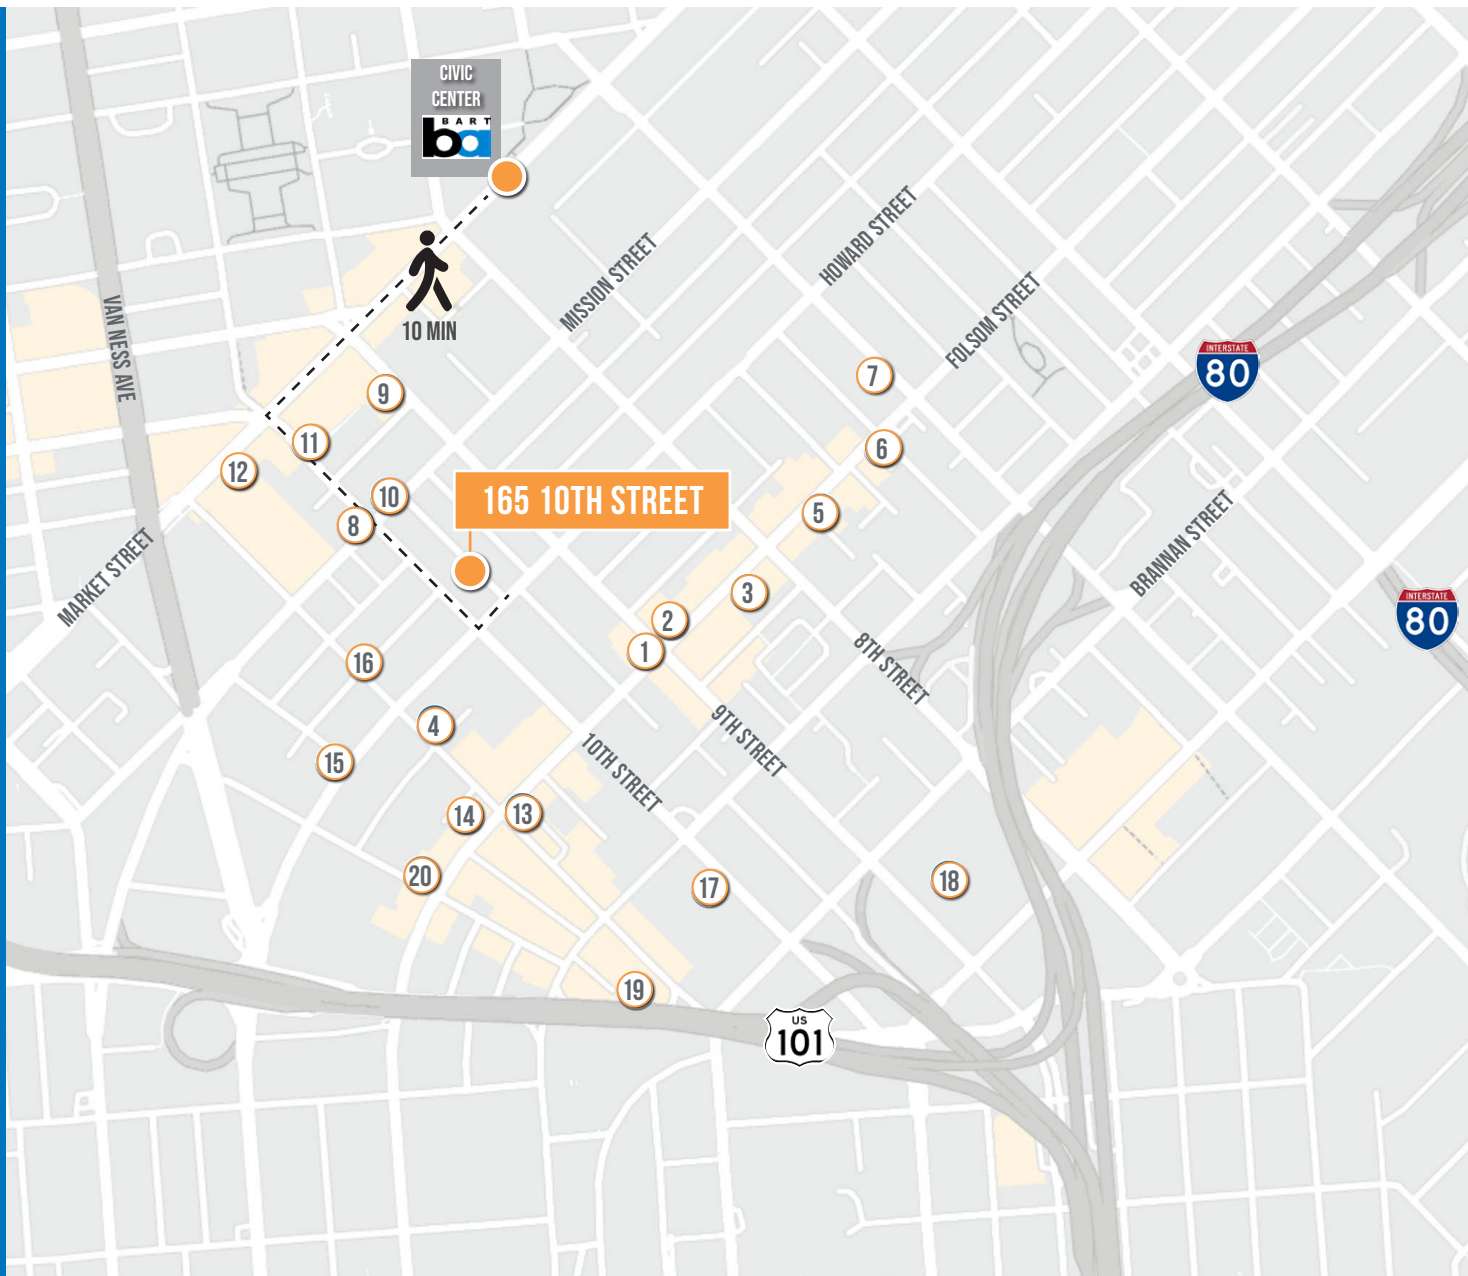 CIVIC
CENTER
BART
ba
HOWARD STREET
MISSION STREET
FOLSOM STREET
VAN NESS AVE
10 MIN
INTERSTATE
80
7
9
11
6
12
10
165 10TH STREET
8
5
BRANNAN STREET
MARKET STREET
3
INTERSTATE
80
2
1
16
8TH STREET
4
9TH STREET
15
10TH STREET
14
13
20
17
18
19
US
101